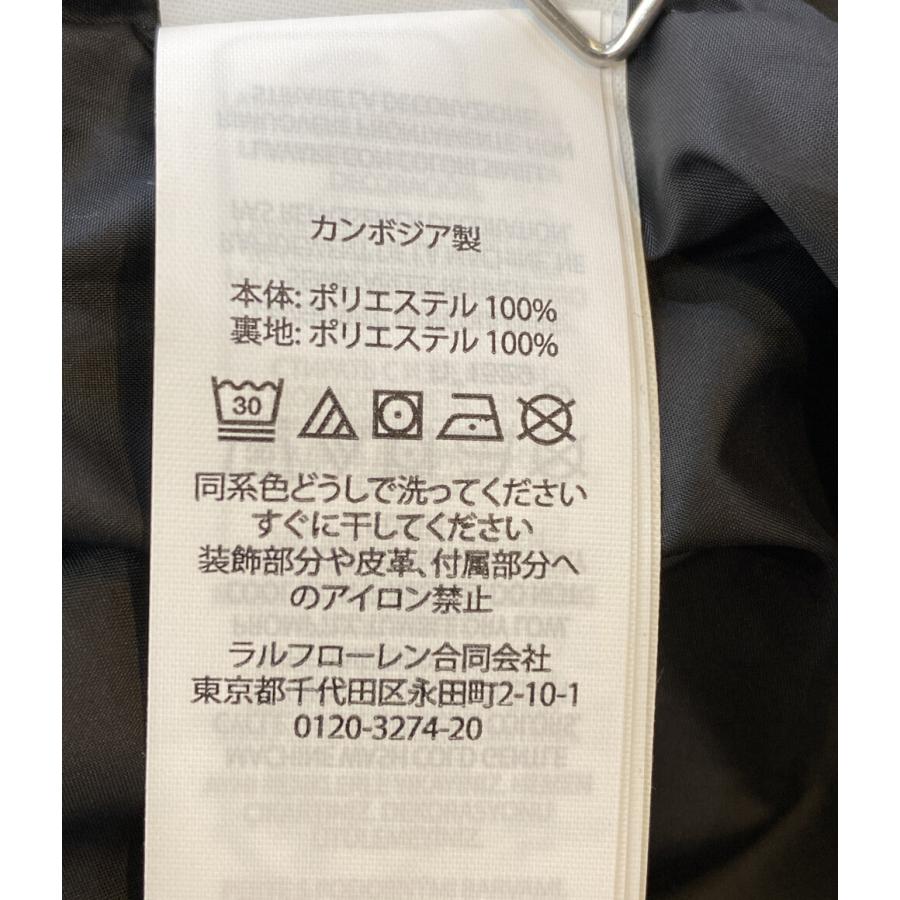 カンボジア製
本体: ポリエステル 100%
裏地: ポリエステル 100%
30
同系色どうしで洗ってください
すぐに干してください
装飾部分や皮革、付属部分へ
のアイロン禁止
ラルフローレン合同会社
東京都千代田区永田町2-10-1
0120-3274-20